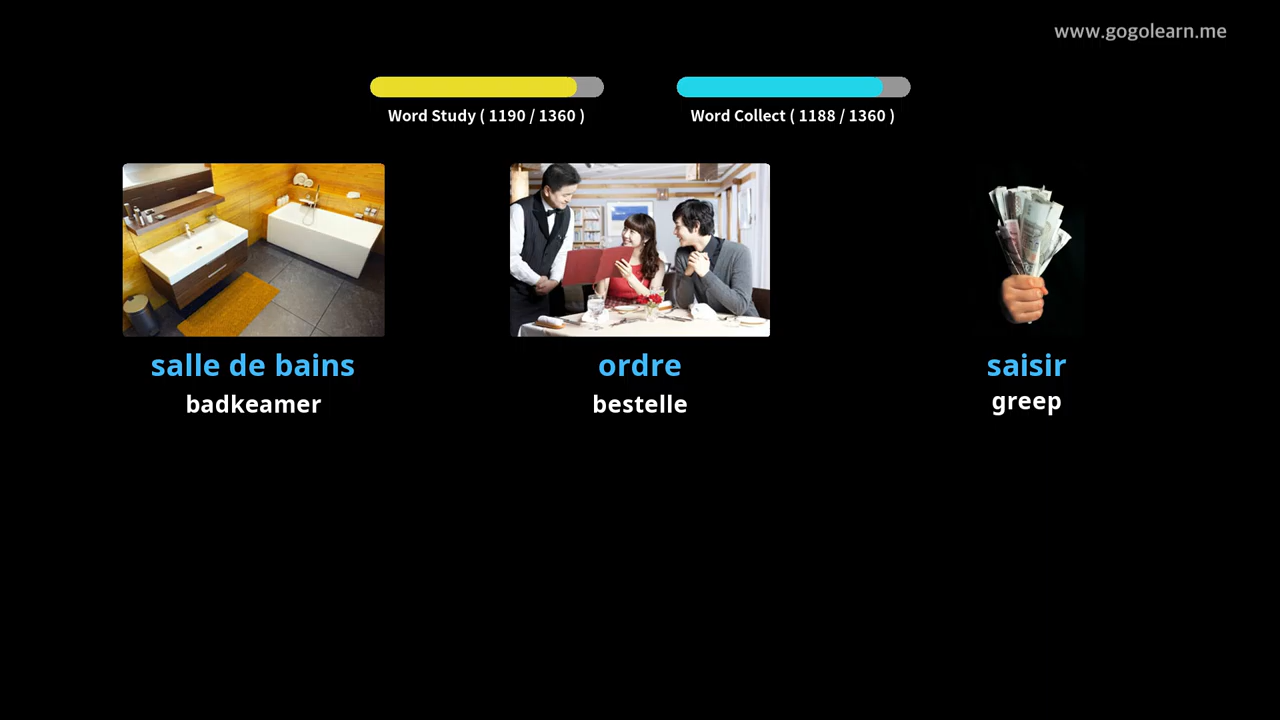 www.gogolearn.me
Word Study ( 1190 / 1360 )
Word Collect ( 1188 / 1360 )
salle de bains
badkeamer
ordre
bestelle
saisir
greep